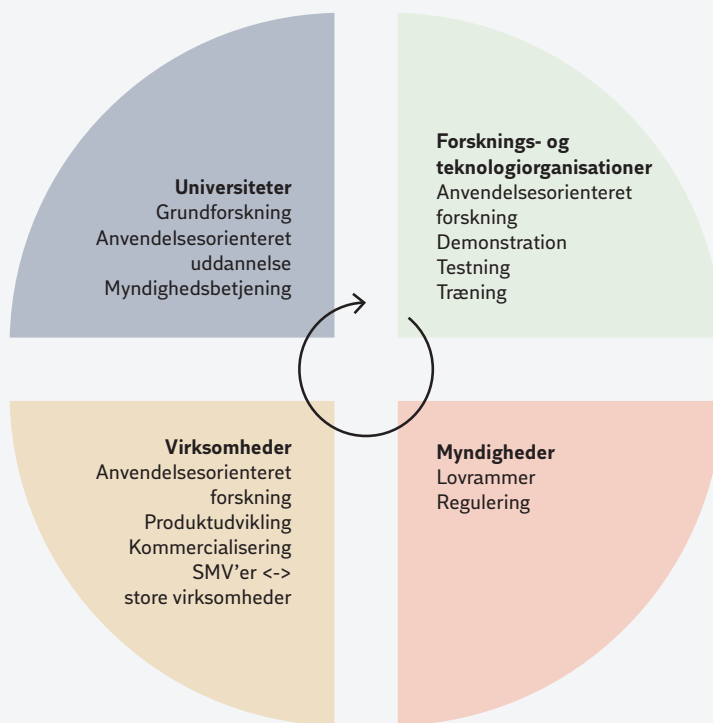 Universiteter
Grundforskning
Anvendelsesorienteret
uddannelse
Myndighedsbetjening
Forsknings- og
teknologiorganisationer
Anvendelsesorienteret
forskning
Demonstration
Testning
Træning
Virksomheder
Anvendelsesorienteret
forskning
Produktudvikling
Kommercialisering
SMV'er <->
store virksomheder
Myndigheder
Lovrammer
Regulering